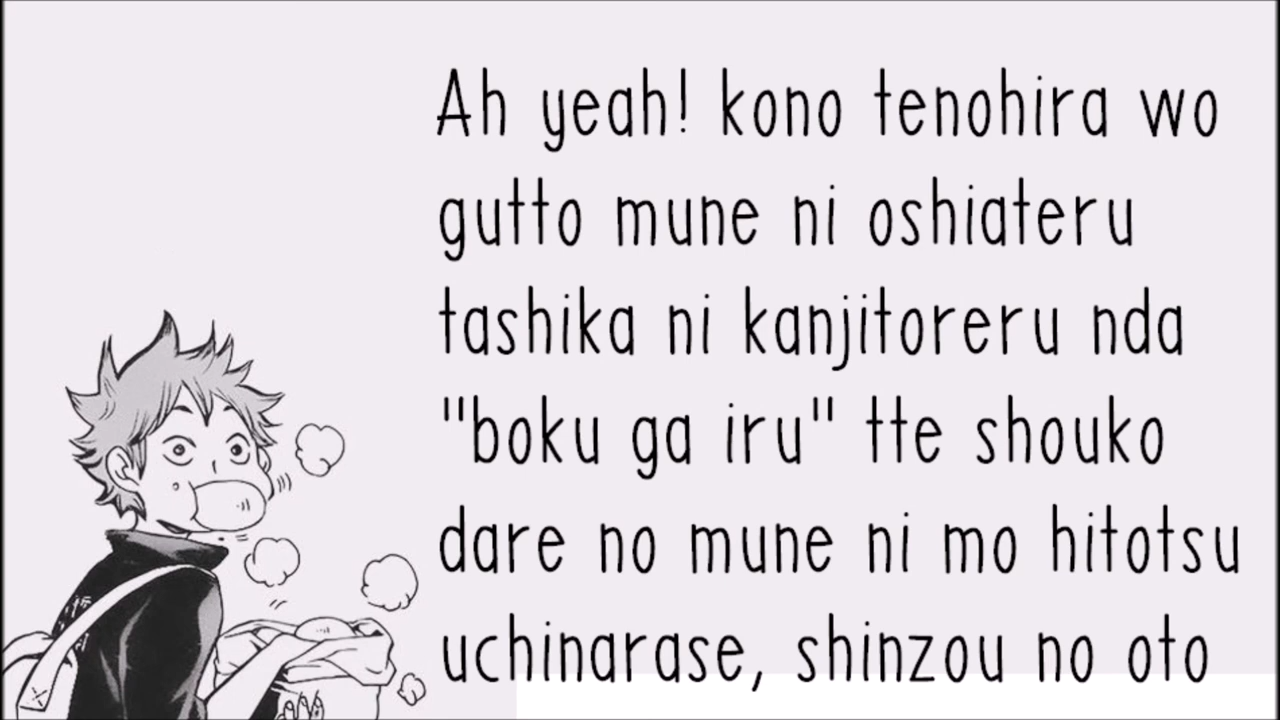 Ah yeah! kono tenohira wo
gutto mune ni oshiateru
tashika ni kanjitoreru nda
"boku ga iru" tte shouko
dare no mune ni mo hitotsu
uchinarase, shinzou no oto